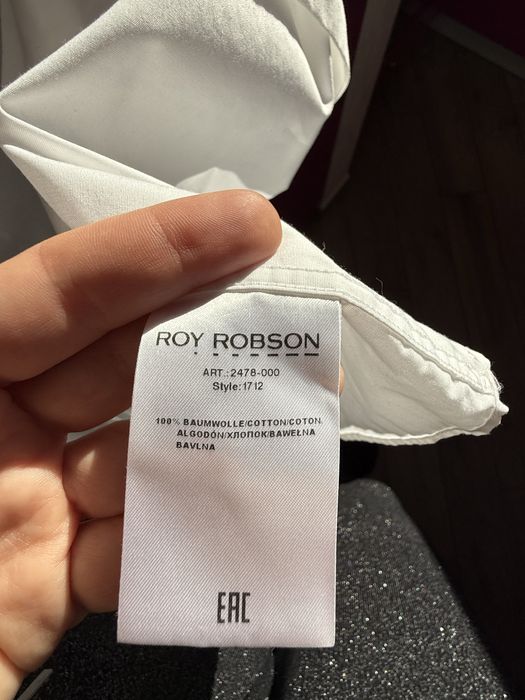 ROY ROBSON
ART.:2478-000
Style:1712
100% BAUMWOLLE/COTTON/COTON
ALGODÓN/ХЛОПОК/BAWEŁNA
BAVLNA
EAC